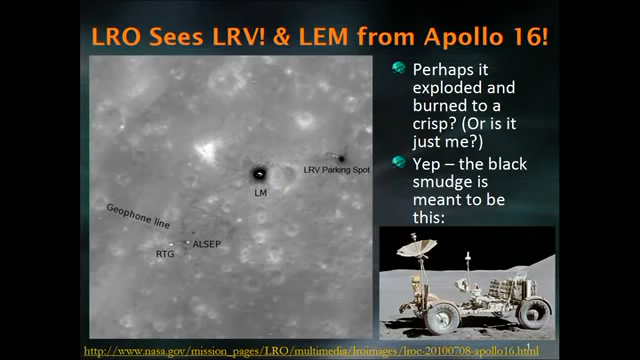 LRO Sees LRV! & LEM from Apollo 16!
Perhaps it
exploded and
burned to a
crisp? (Or is it
just me?)
Yep – the black
smudge is
meant to be
this:
LRV Parking Spot
LM
Geophone line
ALSEP
RTG
http://www.nasa.gov/mission_pages/LRO/multimedia/lroimages/lroc-20100708-apollo16.html